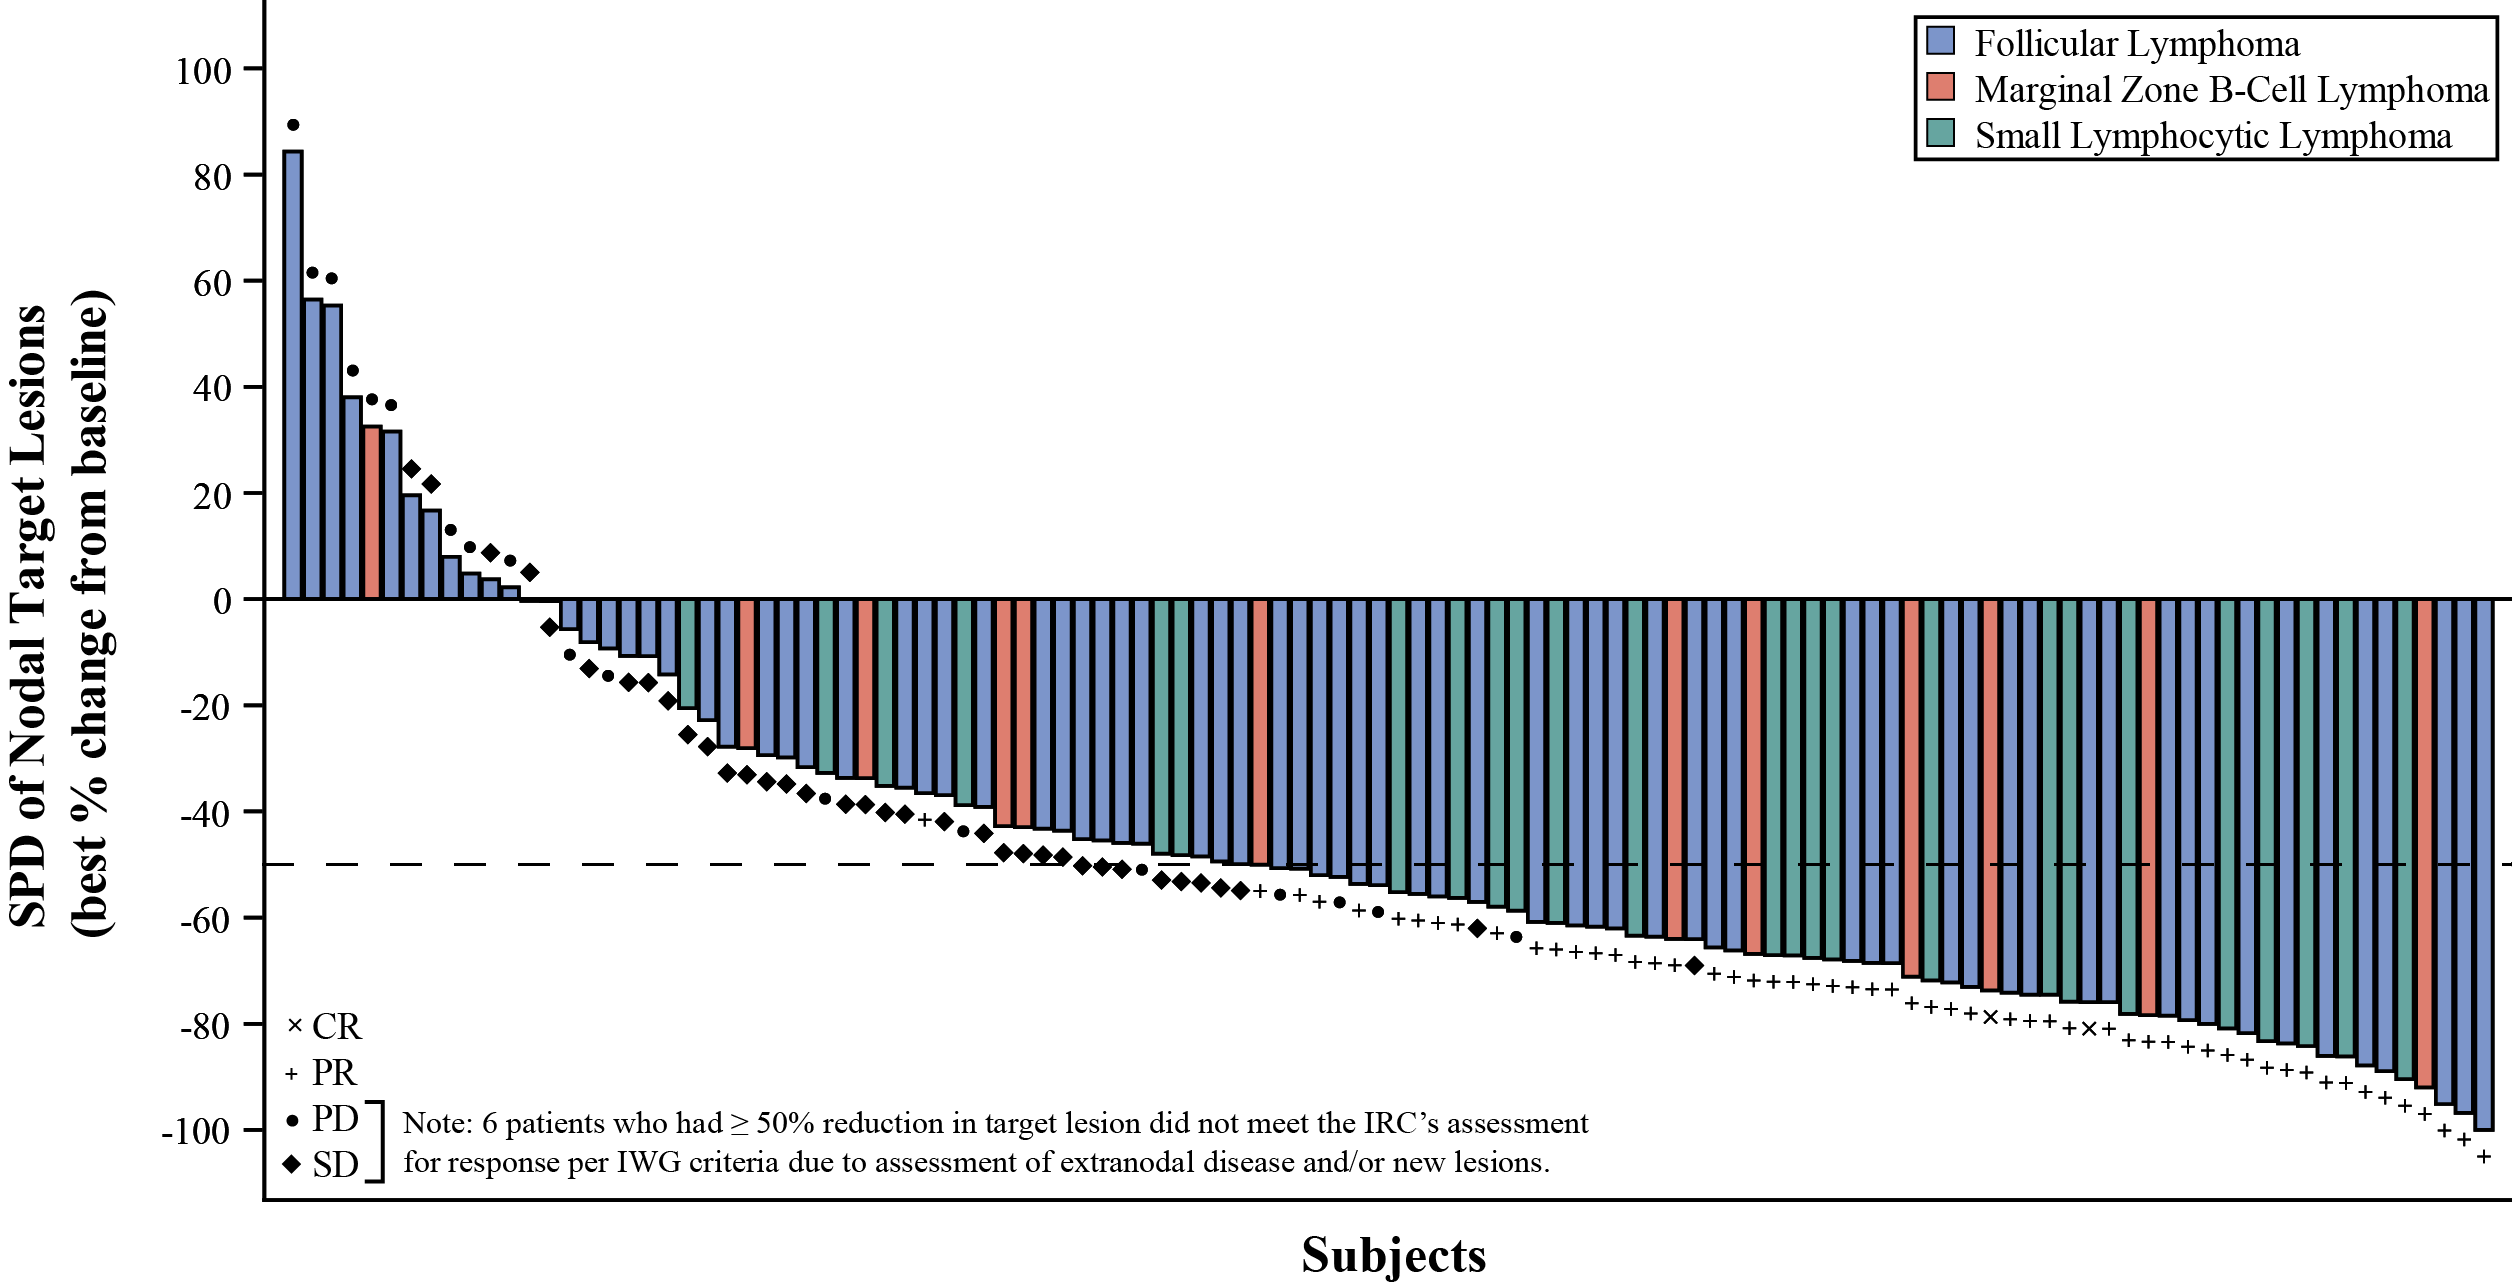 Follicular Lymphoma
Marginal Zone B-Cell Lymphoma
Small Lymphocytic Lymphoma
SPD of Nodal Target Lesions
(best % change from baseline)
100
80
60
40
20
0
-20
-40
-60
-80
-100
CR
PR
PD
SD
Note: 6 patients who had ≥ 50% reduction in target lesion did not meet the IRC’s assessment
for response per IWG criteria due to assessment of extranodal disease and/or new lesions.
Subjects